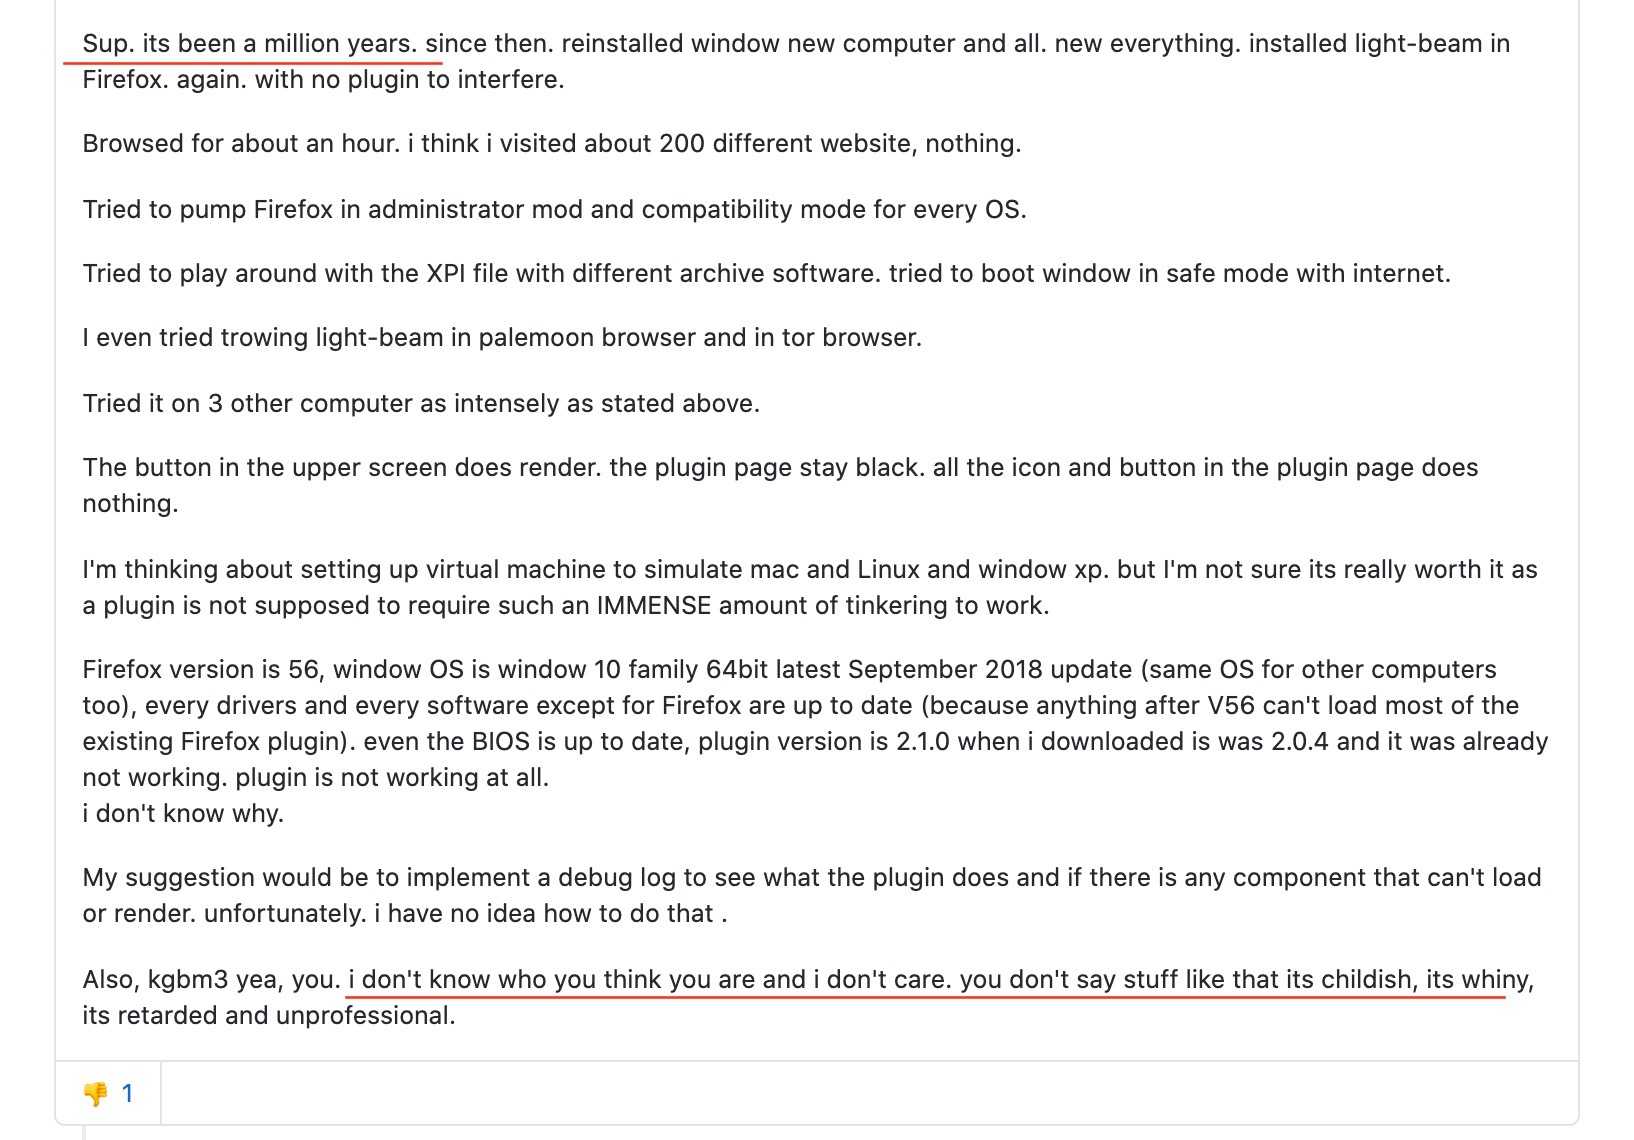 Sup. its been a million years. since then. reinstalled window new computer and all. new everything. installed light-beam in
Firefox. again. with no plugin to interfere.
Browsed for about an hour. i think i visited about 200 different website, nothing.
Tried to pump Firefox in administrator mod and compatibility mode for every OS.
Tried to play around with the XPI file with different archive software. tried to boot window in safe mode with internet.
I even tried trowing light-beam in palemoon browser and in tor browser.
Tried it on 3 other computer as intensely as stated above.
The button in the upper screen does render. the plugin page stay black. all the icon and button in the plugin page does
nothing.
I'm thinking about setting up virtual machine to simulate mac and Linux and window xp. but I'm not sure its really worth it as
a plugin is not supposed to require such an IMMENSE amount of tinkering to work.
Firefox version is 56, window OS is window 10 family 64bit latest September 2018 update (same OS for other computers
too), every drivers and every software except for Firefox are up to date (because anything after V56 can't load most of the
existing Firefox plugin). even the BIOS is up to date, plugin version is 2.1.0 when i downloaded is was 2.0.4 and it was already
not working. plugin is not working at all.
i don't know why.
My suggestion would be to implement a debug log to see what the plugin does and if there is any component that can't load
or render. unfortunately. i have no idea how to do that .
Also, kgbm3 yea, you. i don't know who you think you are and i don't care. you don't say stuff like that its childish, its whiny,
its retarded and unprofessional.
👎 1